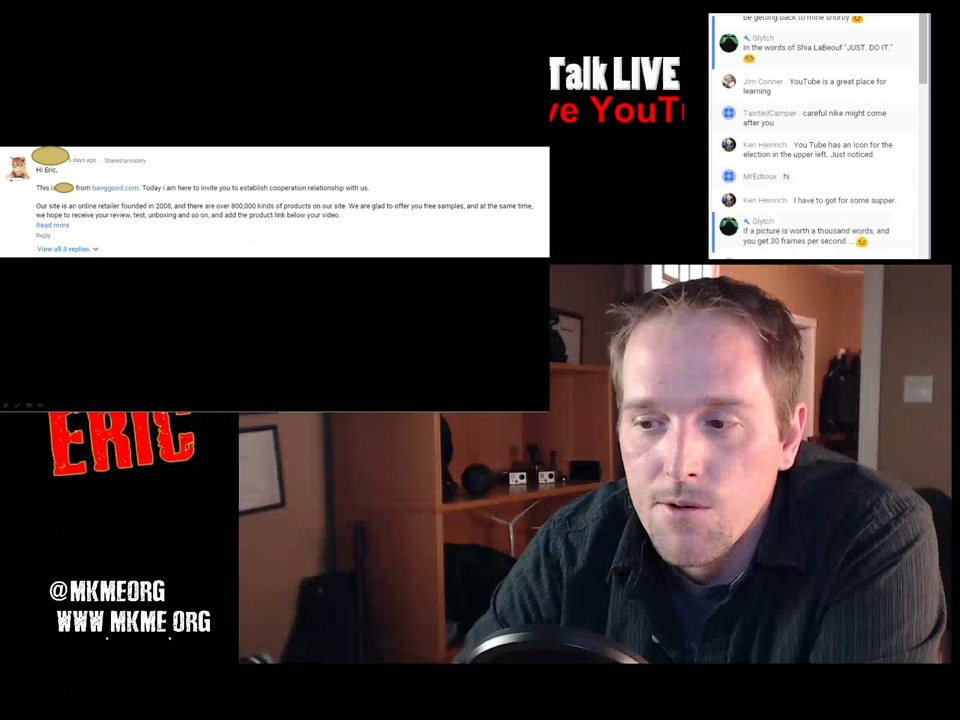 Talk LIVE
ve YouTu
be getting back to mine shortly
Glytch
In the words of Shia LaBeouf "JUST. DO IT."
Jim Conner YouTube is a great place for
learning
TaintedCamper careful nike might come
after you
Ken Heinrich You Tube has an Icon for the
election in the upper left. Just noticed.
MrEdtoox hi
Ken Heinrich I have to got for some supper.
Glytch
If a picture is worth a thousand words, and
you get 30 frames per second....
5 days ago · Shared privately
Hi Eric,
This is from banggood.com. Today I am here to invite you to establish cooperation relationship with us.
Our site is an online retailer founded in 2008, and there are over 800,000 kinds of products on our site. We are glad to offer you free samples, and at the same time,
we hope to receive your review, test, unboxing and so on, and add the product link below your video.
Read more
Reply
View all 5 replies
ERIC
@MKMEORG
WWW.MKME.ORG